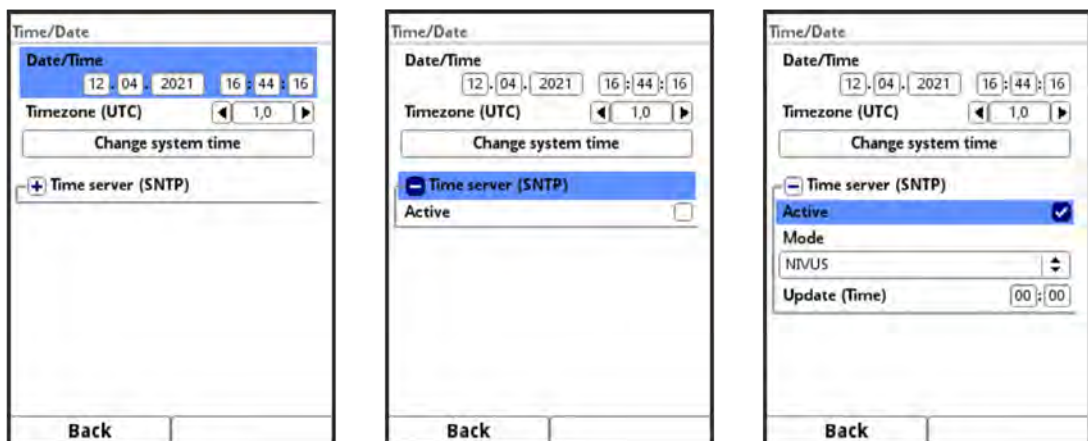 Time/Date
Date/Time
12 . 04 . 2021 16 : 44 : 16
Timezone (UTC) 1,0
Change system time
Time server (SNTP)
Back
Time/Date
Date/Time
12 . 04 . 2021 16 : 44 : 16
Timezone (UTC) 1,0
Change system time
Time server (SNTP)
Active
Back
Time/Date
Date/Time
12 . 04 . 2021 16 : 44 : 16
Timezone (UTC) 1,0
Change system time
Time server (SNTP)
Active
Mode
NIVUS
Update (Time) 00 : 00
Back